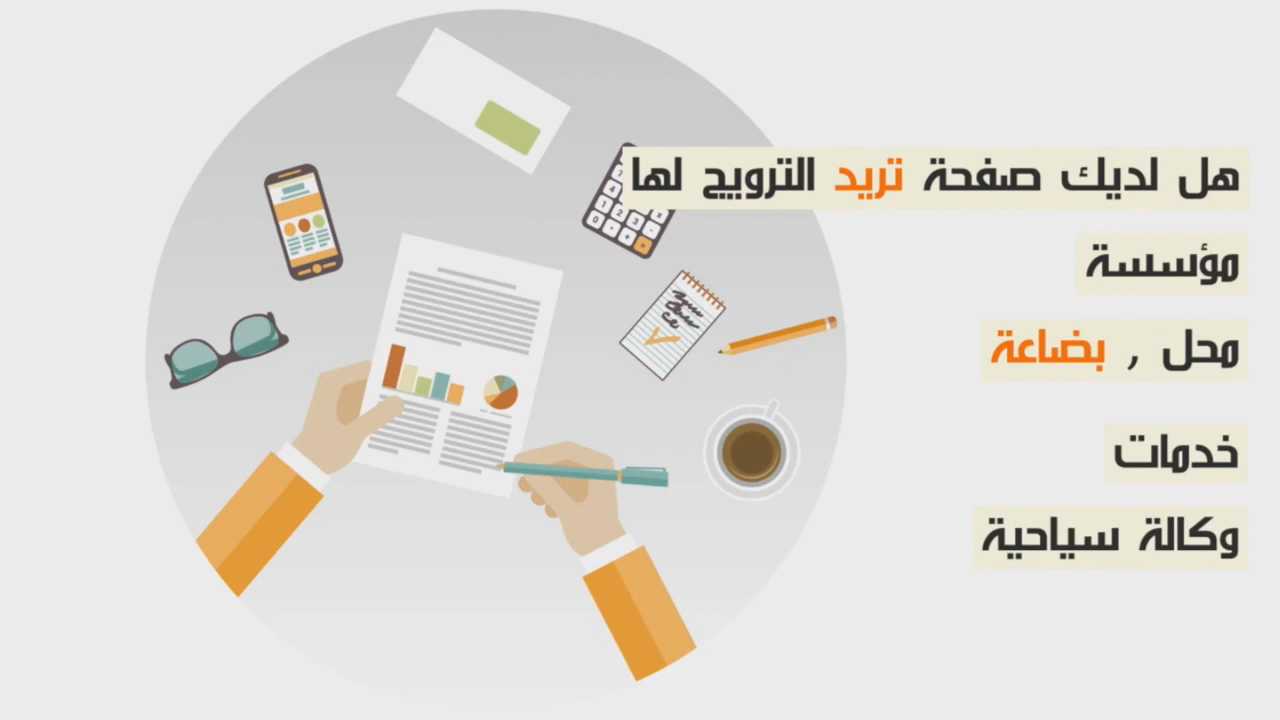 هل لديك صفحة تريد الترويج لها
مؤسسة
محل , بضاعة
خدمات
وكالة سياحية